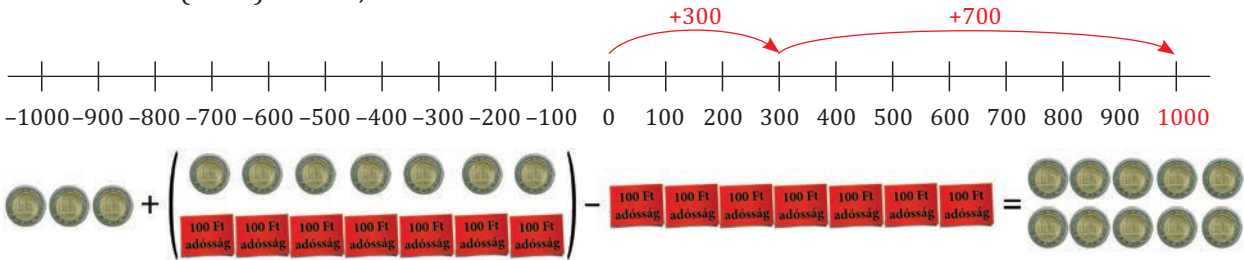 +300 +700
−1000 −900 −800 −700 −600 −500 −400 −300 −200 −100 0 100 200 300 400 500 600 700 800 900 1000
+ ( ) − =
100 Ft adósság 100 Ft adósság 100 Ft adósság 100 Ft adósság 100 Ft adósság 100 Ft adósság 100 Ft adósság
100 Ft adósság 100 Ft adósság 100 Ft adósság 100 Ft adósság 100 Ft adósság 100 Ft adósság 100 Ft adósság